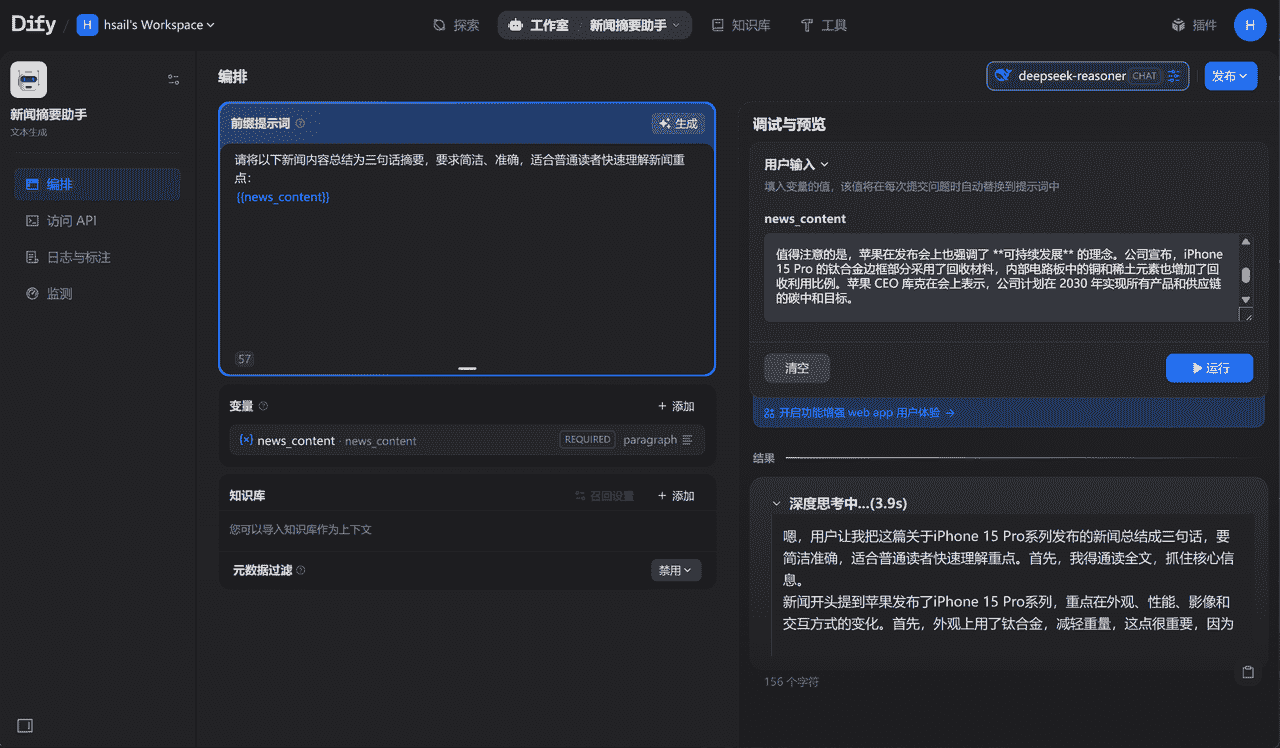 Dify / H hsail's Workspace
探索
工作室
新闻摘要助手
知识库
工具
插件
H
新闻摘要助手
文本生成
编排
访问 API
日志与标注
监测
编排
deepseek-reasoner CHAT
发布
前缀提示词
生成
请将以下新闻内容总结为三句话摘要，要求简洁、准确，适合普通读者快速理解新闻重
点：
{{news_content}}
57
变量
+ 添加
{x} news_content · news_content
REQUIRED
paragraph
知识库
召回设置
+ 添加
您可以导入知识库作为上下文
元数据过滤
禁用
调试与预览
用户输入
填入变量的值，该值将在每次提交问题时自动替换到提示词中
news_content
值得注意的是，苹果在发布会上也强调了 **可持续发展** 的理念。公司宣布，iPhone
15 Pro 的钛合金边框部分采用了回收材料，内部电路板中的铜和稀土元素也增加了回
收利用比例。苹果 CEO 库克在会上表示，公司计划在 2030 年实现所有产品和供应链
的碳中和目标。
清空
运行
开启功能增强 web app 用户体验 →
结果
深度思考中...(3.9s)
嗯，用户让我把这篇关于iPhone 15 Pro系列发布的新闻总结成三句话，要
简洁准确，适合普通读者快速理解重点。首先，我得通读全文，抓住核心信
息。
新闻开头提到苹果发布了iPhone 15 Pro系列，重点在外观、性能、影像和
交互方式的变化。首先，外观上用了钛合金，减轻重量，这点很重要，因为
156 个字符